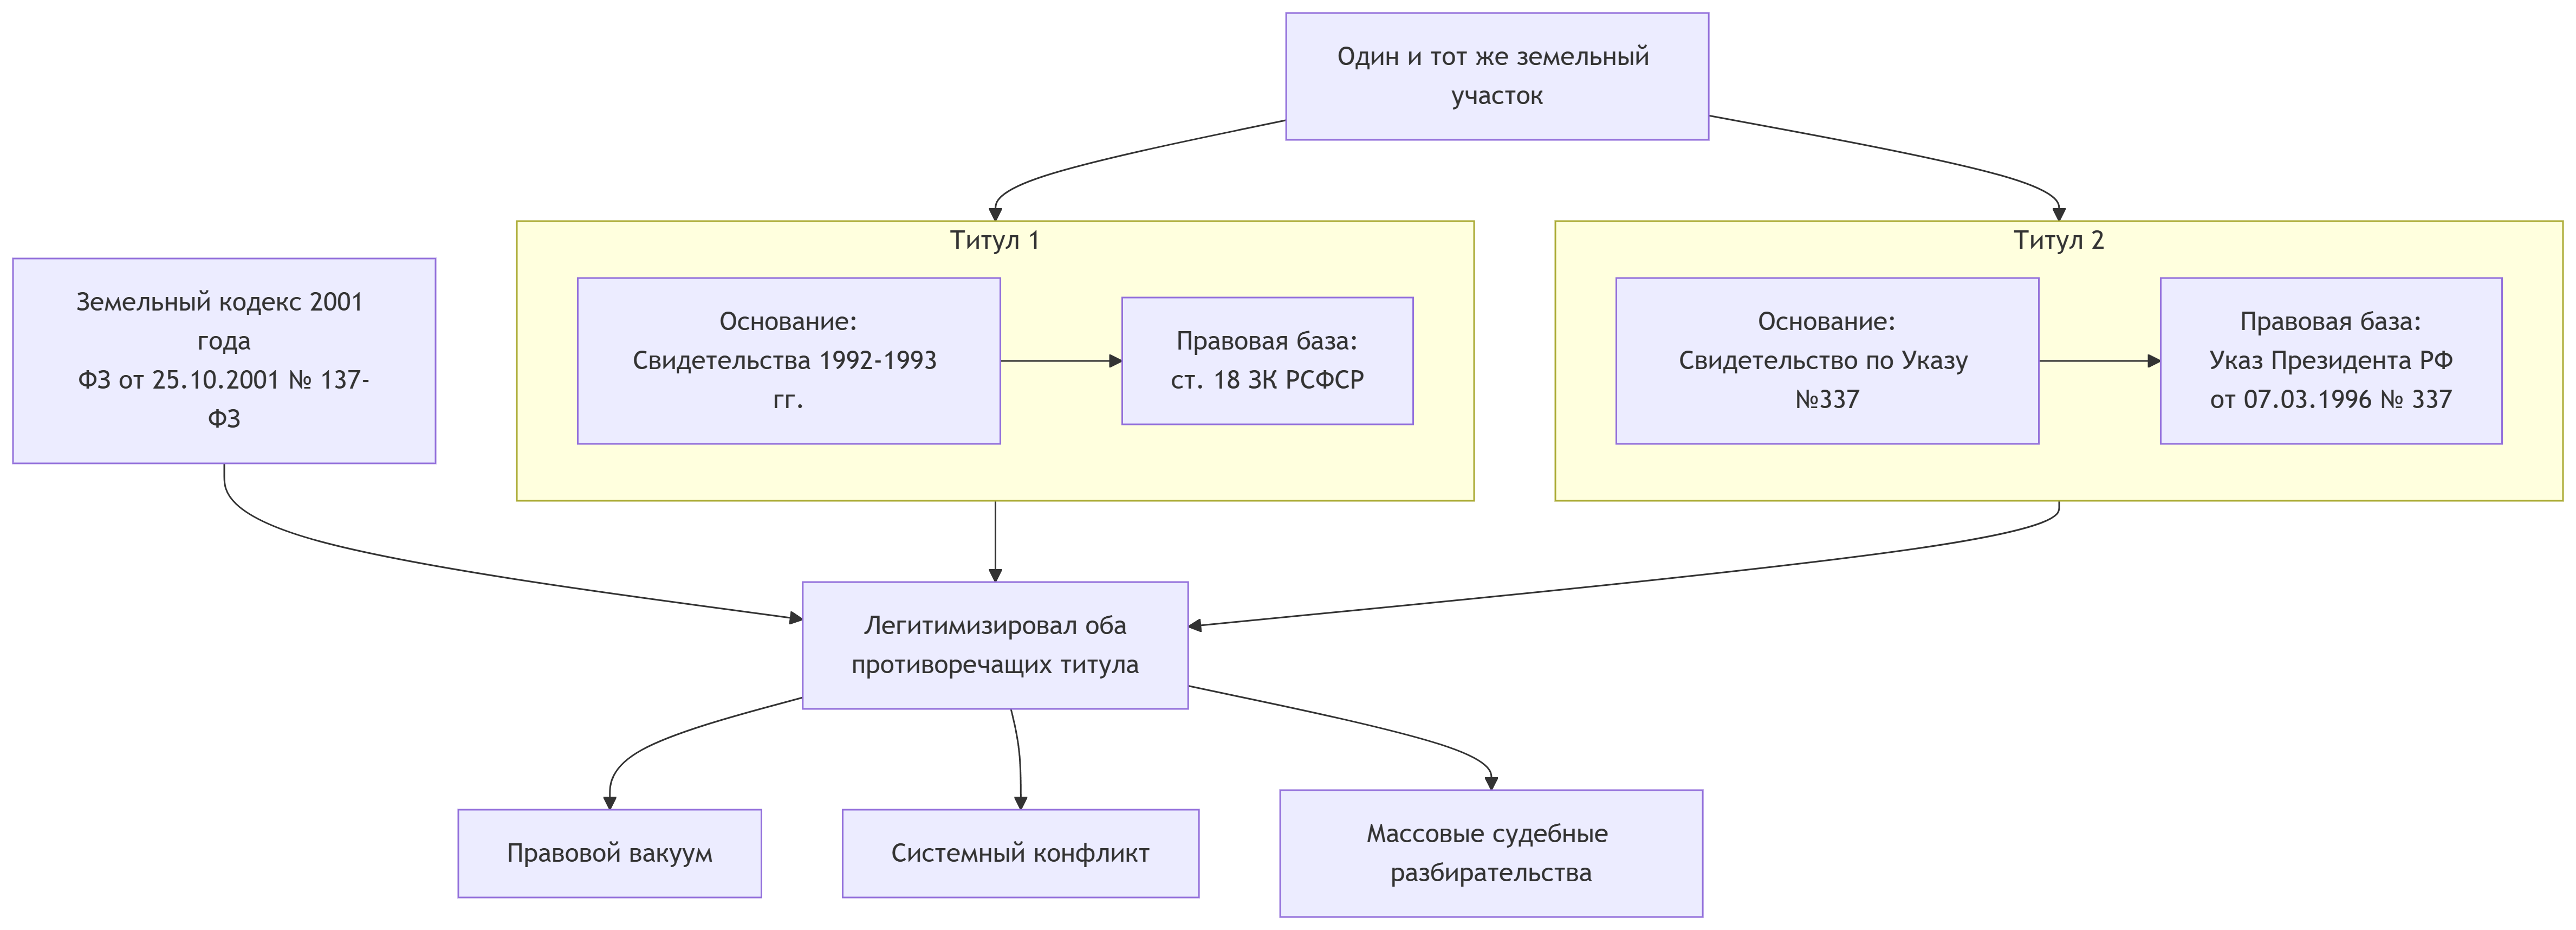 Один и тот же земельный
участок
Титул 1
Титул 2
Земельный кодекс 2001
года
ФЗ от 25.10.2001 № 137-
ФЗ
Основание:
Свидетельства 1992-1993
гг.
Правовая база:
ст. 18 ЗК РСФСР
Основание:
Свидетельство по Указу
№337
Правовая база:
Указ Президента РФ
от 07.03.1996 № 337
Легитимизировал оба
противоречащих титула
Правовой вакуум
Системный конфликт
Массовые судебные
разбирательства